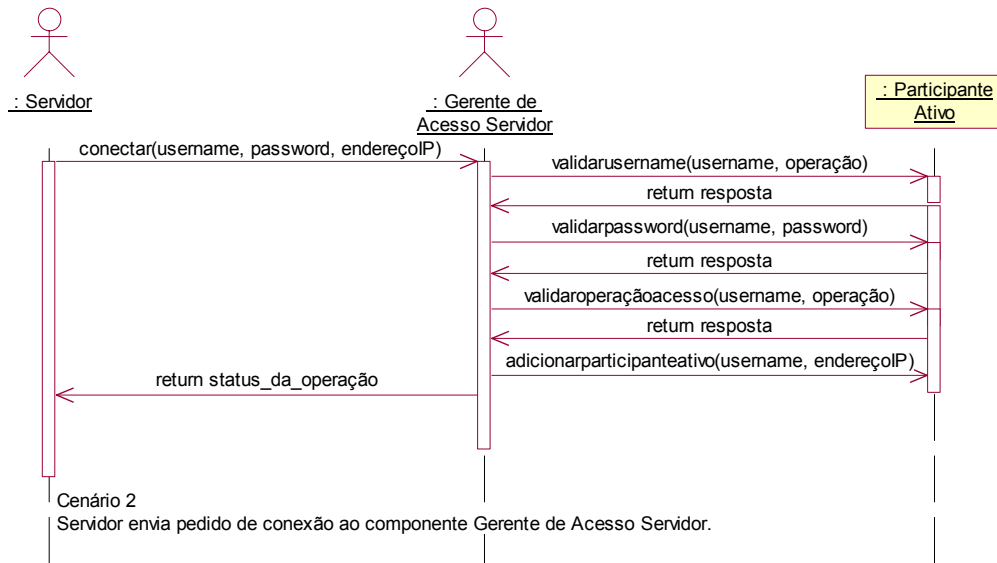 : Servidor
: Gerente de
Acesso Servidor
: Participante
Ativo
conectar(username, password, endereçoIP)
validarusername(username, operação)
return resposta
validarpassword(username, password)
return resposta
validaroperaçãoacesso(username, operação)
return resposta
adicionarparticipanteativo(username, endereçoIP)
return status_da_operação
Cenário 2
Servidor envia pedido de conexão ao componente Gerente de Acesso Servidor.